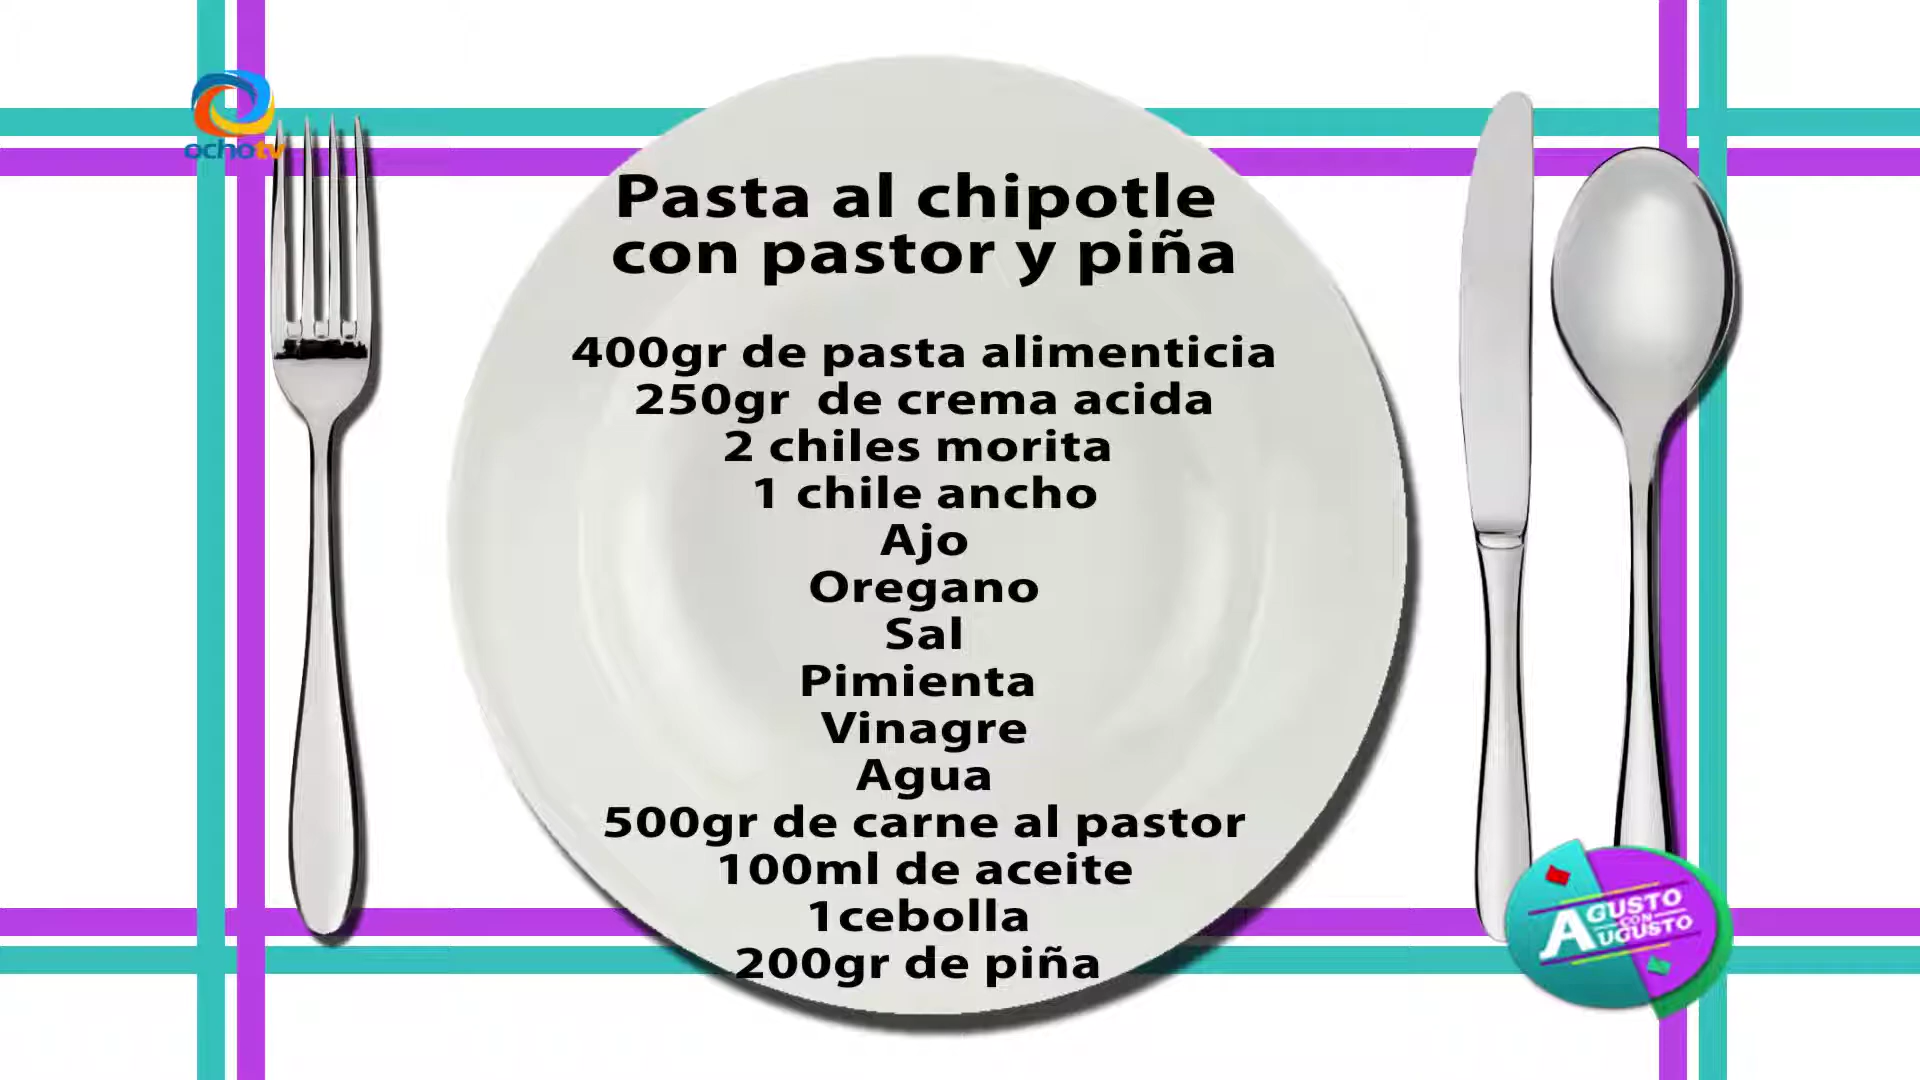 ochotv
Pasta al chipotle
con pastor y piña
400gr de pasta alimenticia
250gr de crema acida
2 chiles morita
1 chile ancho
Ajo
Oregano
Sal
Pimienta
Vinagre
Agua
500gr de carne al pastor
100ml de aceite
1cebolla
200gr de piña
AGUSTO
CON
AUGUSTO